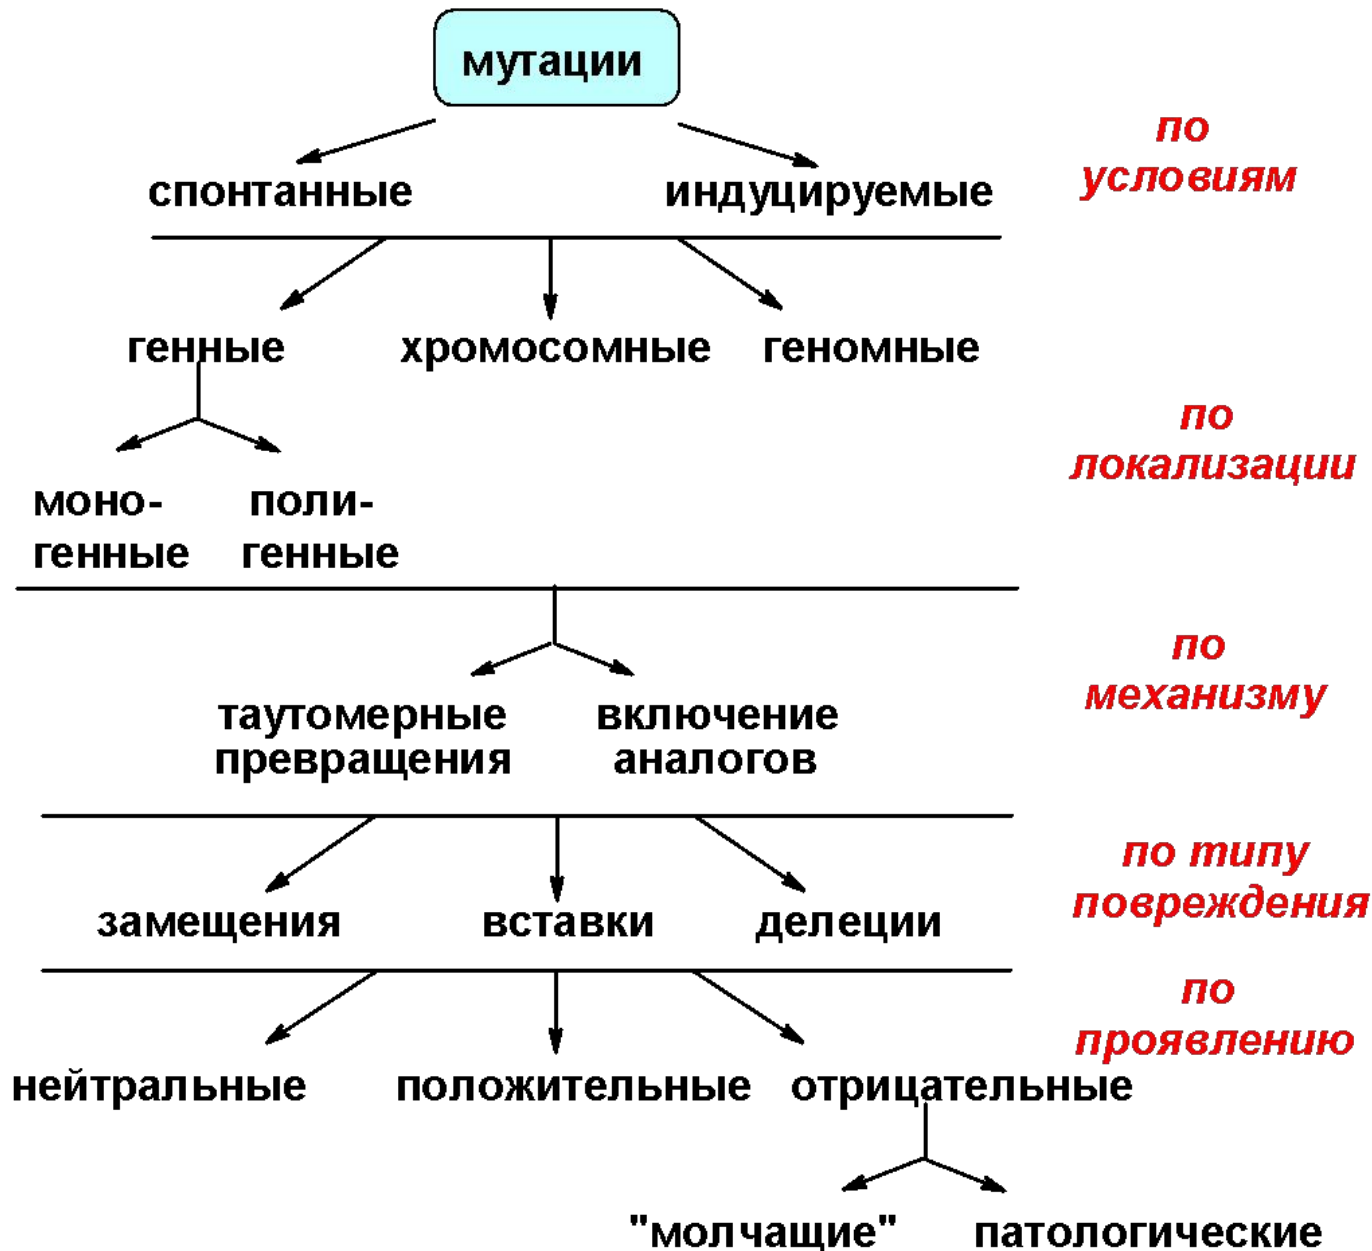 мутации
по
условиям
спонтанные индуцируемые
генные хромосомные геномные
по
локализации
моно- поли-
генные генные
по
механизму
таутомерные включение
превращения аналогов
по типу
повреждения
замещения вставки делеции
по
проявлению
нейтральные положительные отрицательные
"молчащие" патологические